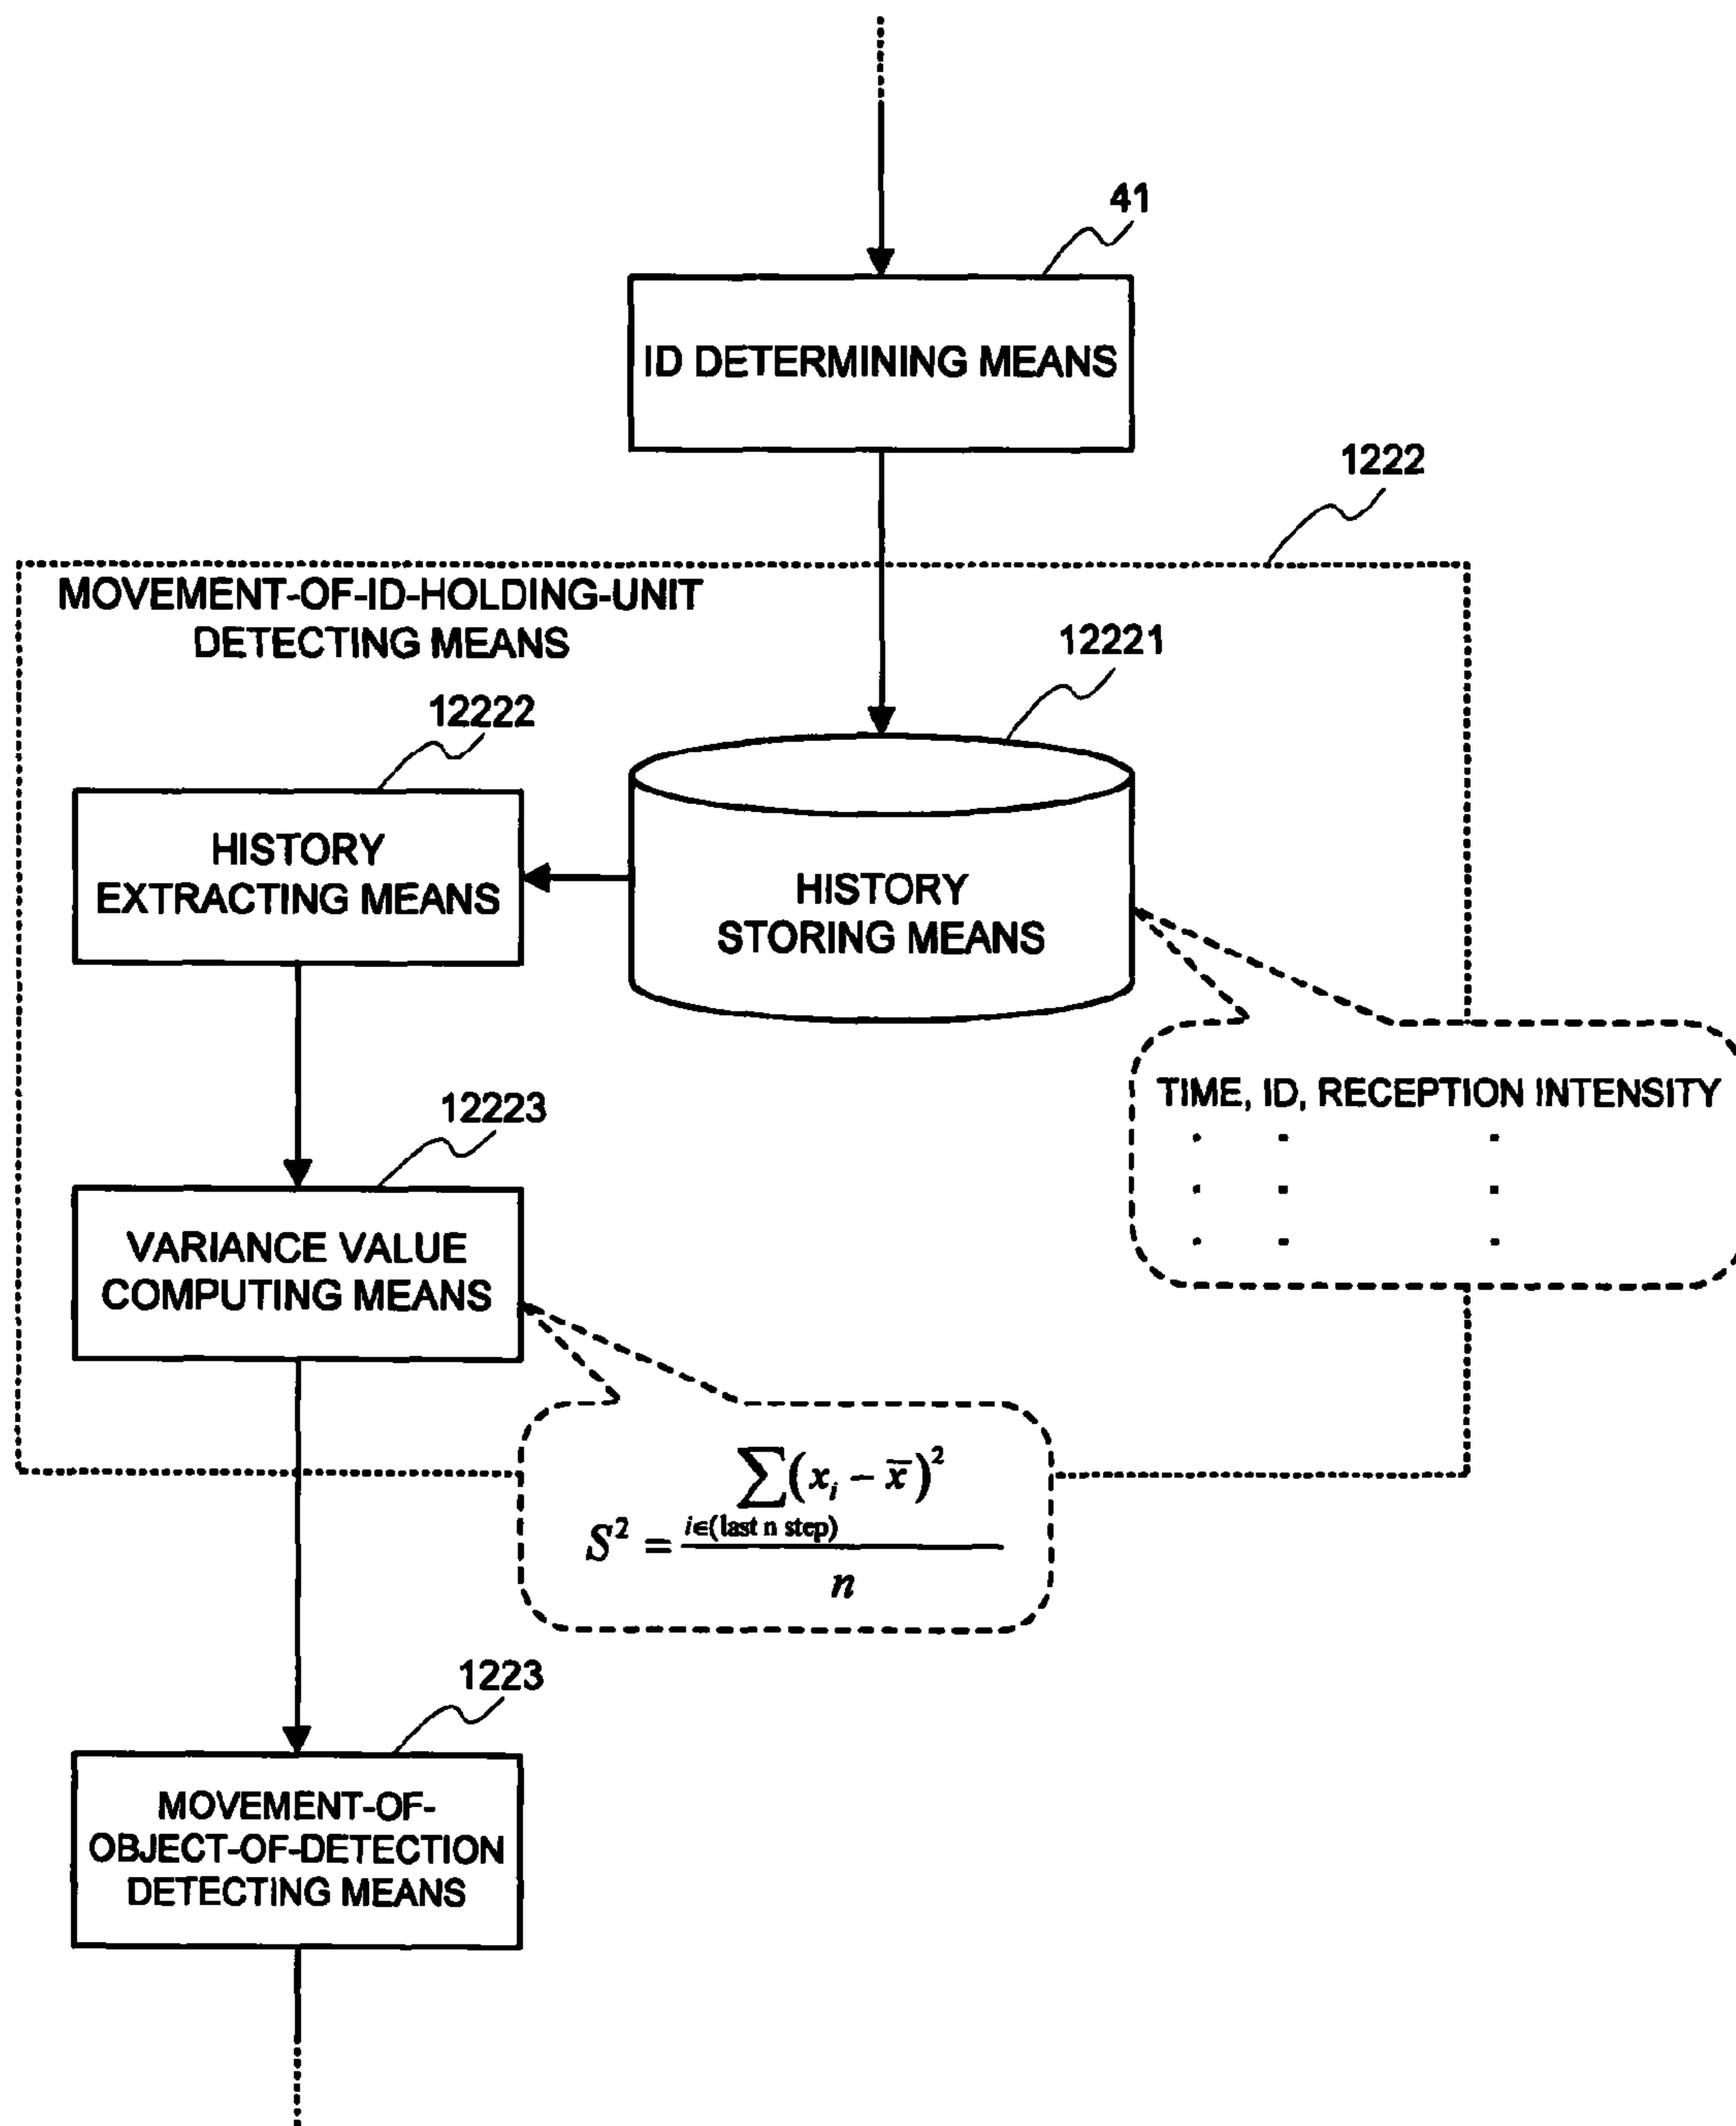 41
ID DETERMINING MEANS
1222
MOVEMENT-OF-ID-HOLDING-UNIT
DETECTING MEANS
12221
12222
HISTORY
EXTRACTING MEANS
HISTORY
STORING MEANS
TIME, ID, RECEPTION INTENSITY
12223
VARIANCE VALUE
COMPUTING MEANS
S² = ∑(xᵢ − x̄)²
i∈(last n step)
n
1223
MOVEMENT-OF-
OBJECT-OF-DETECTION
DETECTING MEANS